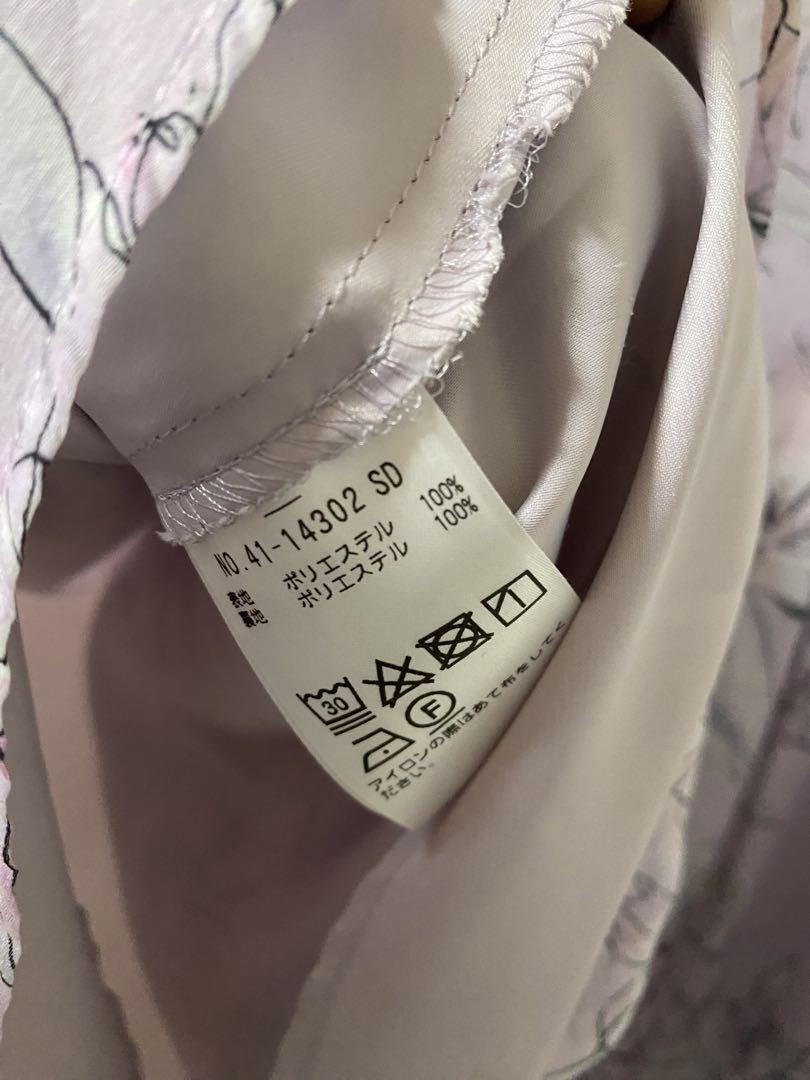 NO.41-14302 SD
表地 ポリエステル 100%
裏地 ポリエステル 100%
30
F
アイロンの際はあて布をしてく
ださい。